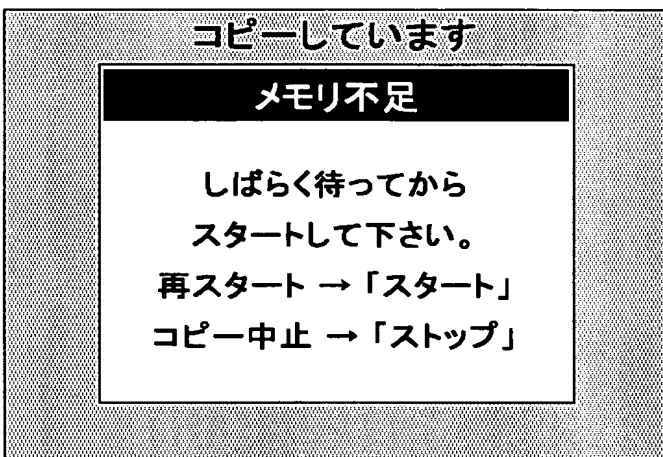 コピーしています
メモリ不足
しばらく待ってから
スタートして下さい。
再スタート → 「スタート」
コピー中止 → 「ストップ」